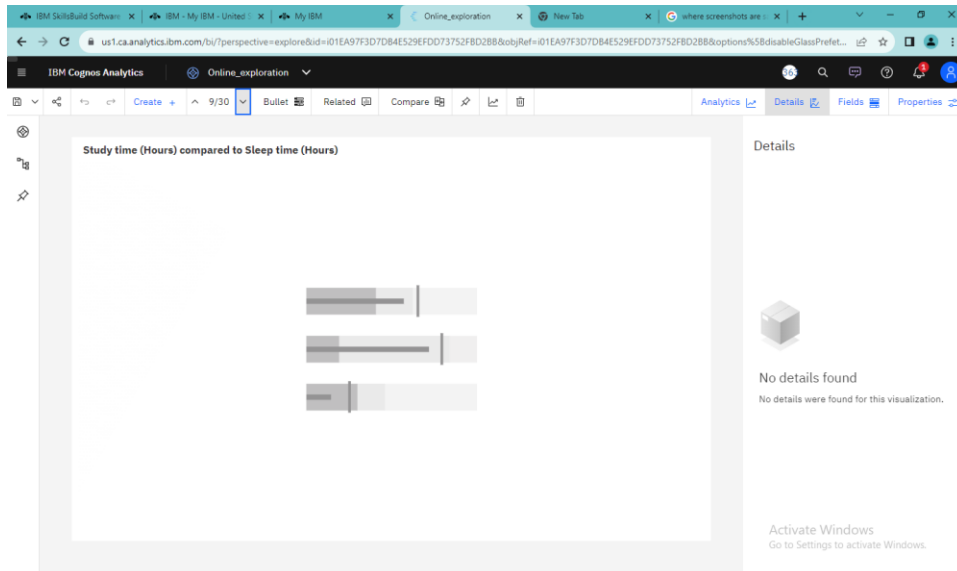 IBM SkillsBuild Software
IBM - My IBM - United S
My IBM
Online_exploration
New Tab
where screenshots are s
us1.ca.analytics.ibm.com/bi/?perspective=explore&id=i01EA97F3D7DB4E529EFDD73752FBD2BB&objRef=i01EA97F3D7DB4E529EFDD73752FBD2BB&options%5BdisableGlassPrefet...
IBM Cognos Analytics
Online_exploration
Create +
9/30
Bullet
Related
Compare
Analytics
Details
Fields
Properties
Study time (Hours) compared to Sleep time (Hours)
Details
No details found
No details were found for this visualization.
Activate Windows
Go to Settings to activate Windows.